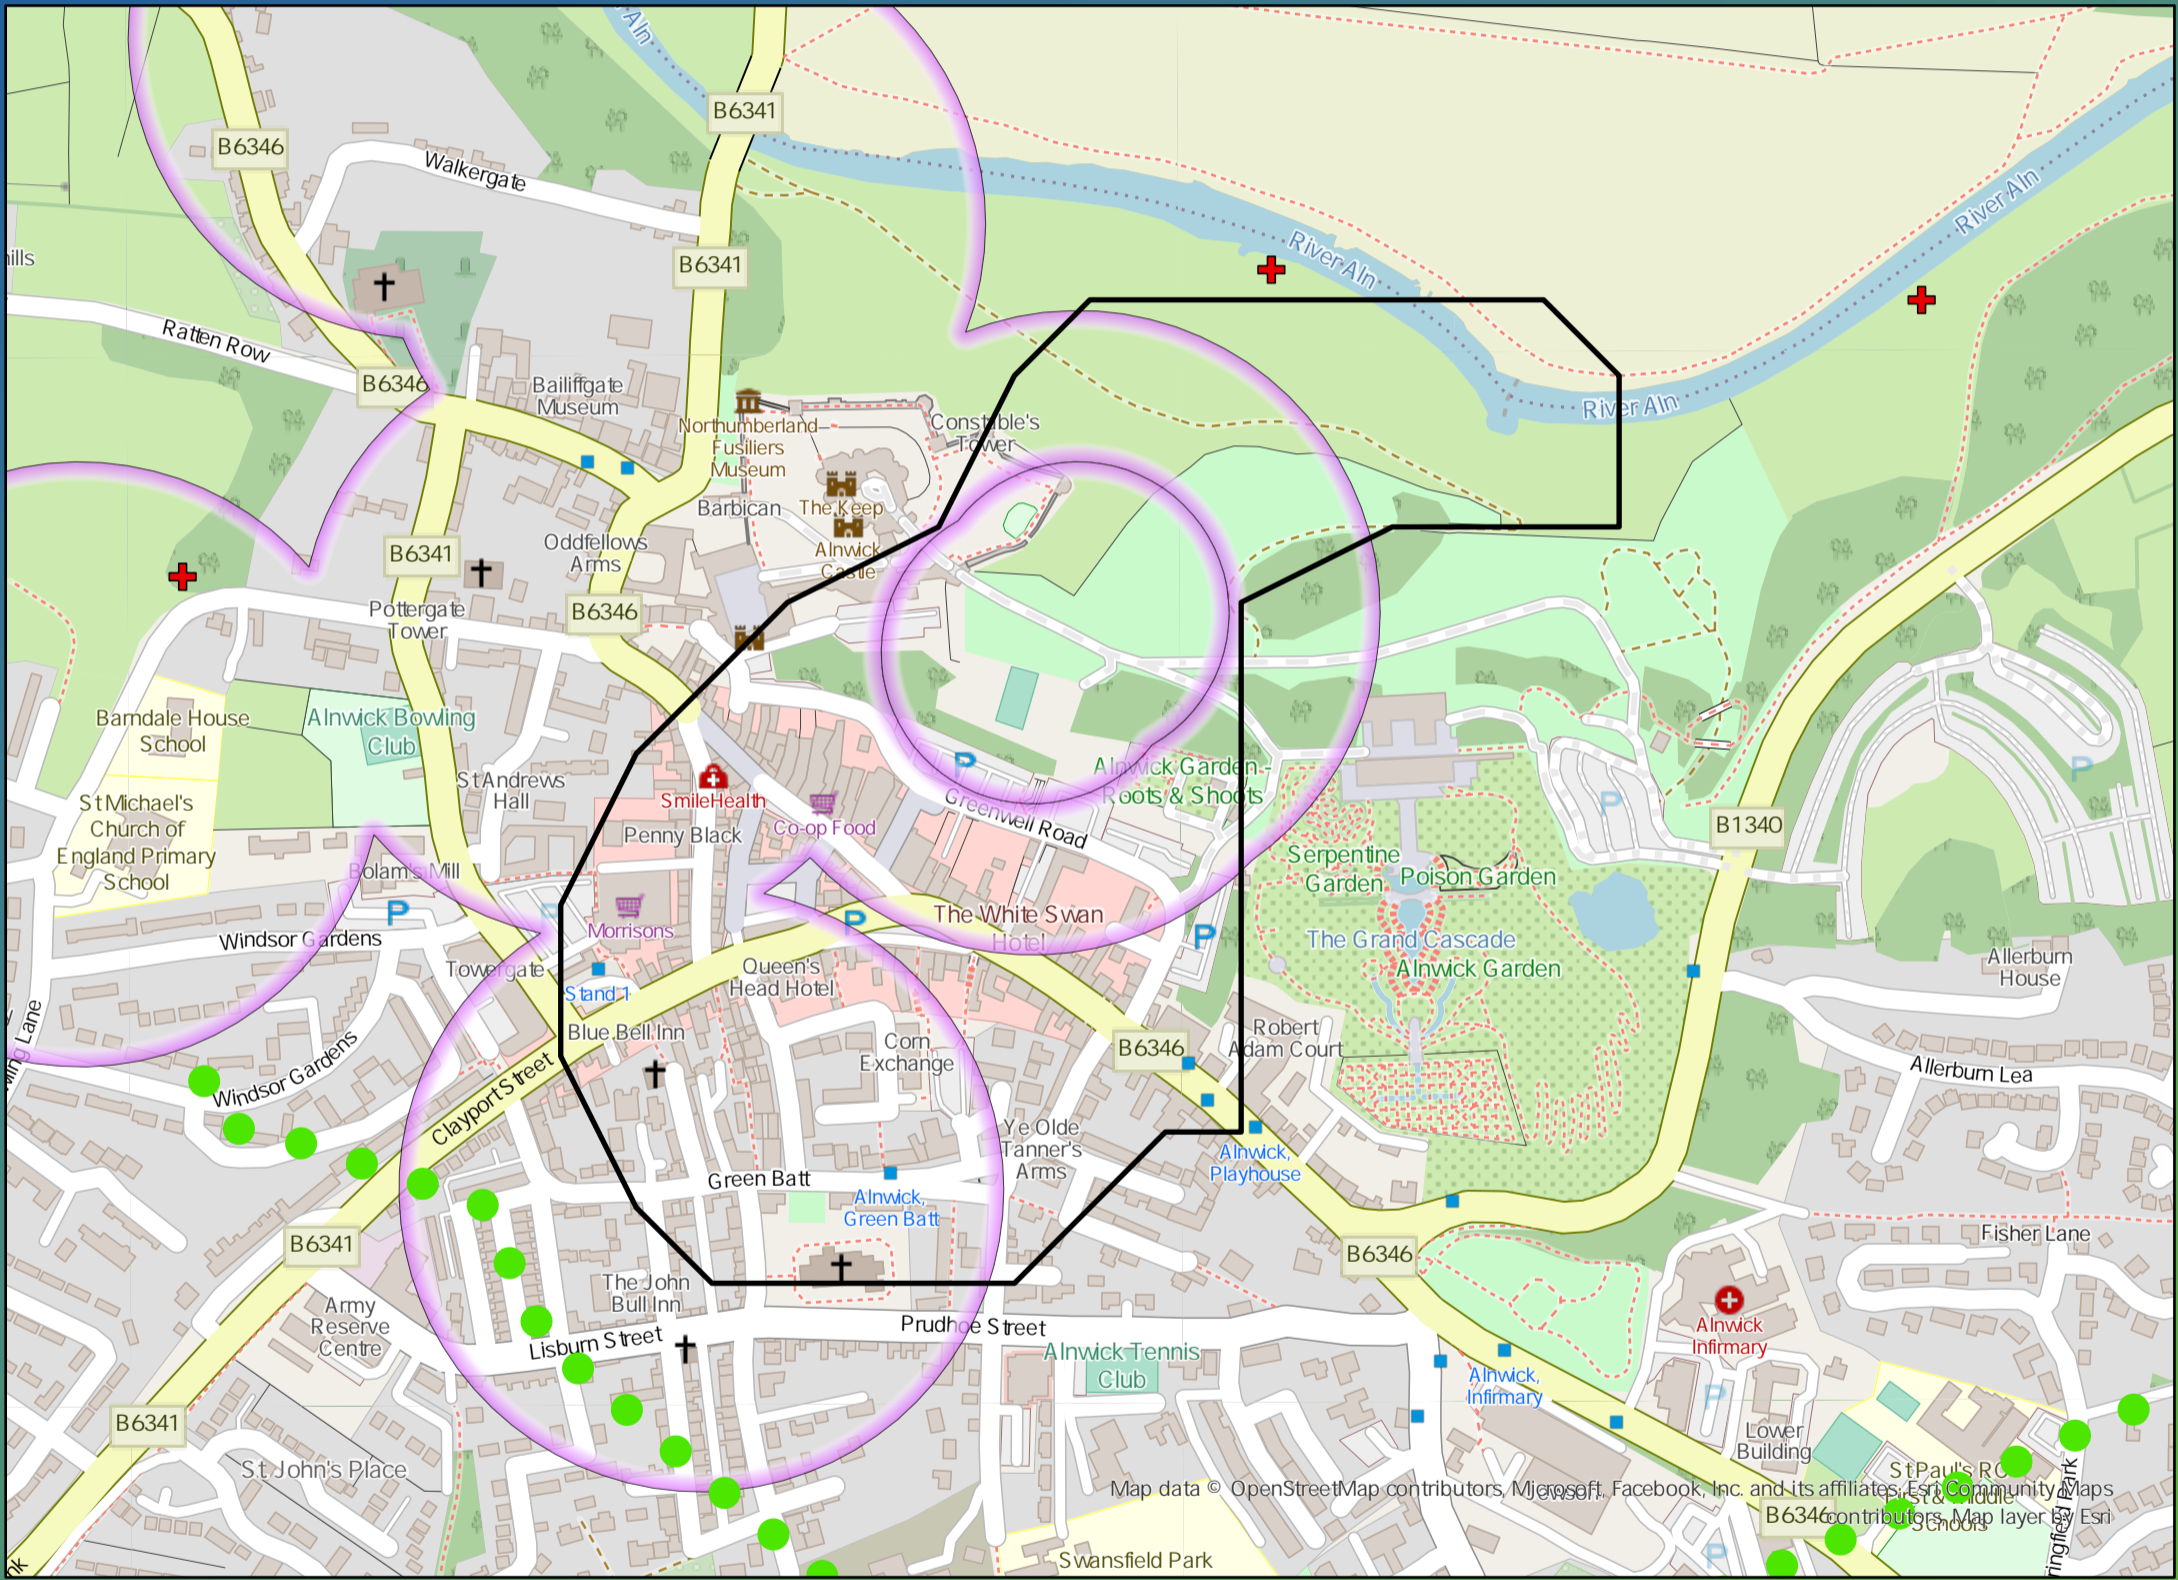 Aln
B6341
B6346
Walkergate
River Aln
River Aln
B6341
ills
Ratten Row
B6346
Bailiffgate
Museum
River Aln
Northumberland
Fusiliers
Museum
Constable's
Tower
Barbican
The Keep
Oddfellows
Arms
B6341
Alnwick
Castle
Pottergate
Tower
B6346
Barndale House
School
Alnwick Bowling
Club
P
Alnwick Garden -
Roots & Shoots
St Andrews
Hall
SmileHealth
Greenwell Road
P
P
St Michael's
Church of
England Primary
School
Penny Black
Co-op Food
B1340
Serpentine
Garden
Poison Garden
Bolam's Mill
P
P
Morrisons
P
The White Swan
Hotel
P
The Grand Cascade
Alnwick Garden
Windsor Gardens
Towergate
Stand 1
Queen's
Head Hotel
Allerburn
House
Blue Bell Inn
Corn
Exchange
B6346
Robert
Adam Court
Windsor Gardens
Clayport Street
Allerburn Lea
Ye Olde
Tanner's
Arms
Alnwick,
Playhouse
Green Batt
Alnwick,
Green Batt
B6341
B6346
Fisher Lane
The John
Bull Inn
Army
Reserve
Centre
Lisburn Street
Prudhoe Street
Alnwick Tennis
Club
Alnwick
Infirmary
Alnwick,
Infirmary
P
B6341
Lower
Building
St. John's Place
St Paul's RC
Map data © OpenStreetMap contributors, Microsoft, Facebook, Inc. and its affiliates, Esri Community Maps
contributors, Map layer by Esri
B6346
Schools
P
Swansfield Park
ringfield Park
nk